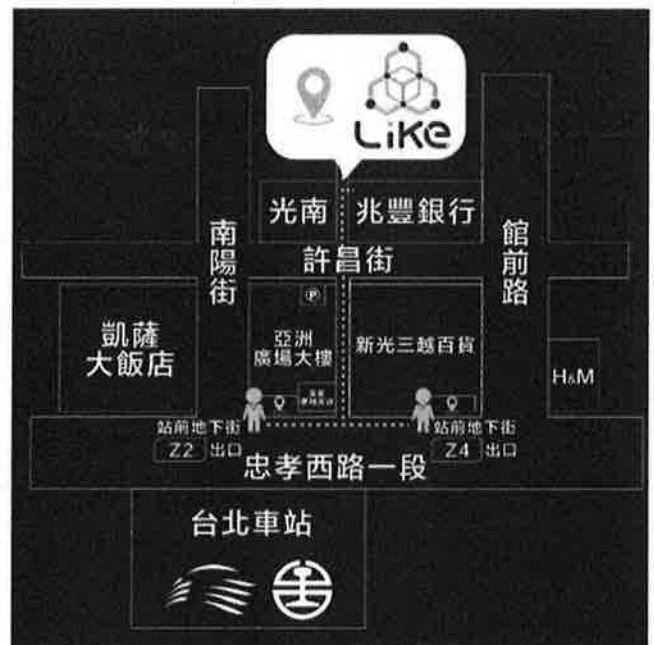 LiKe
光南
兆豐銀行
南陽街
許昌街
館前路
P
凱薩
大飯店
亞洲
廣場大樓
新光三越百貨
H&M
站前地下街
Z2 出口
站前地下街
Z4 出口
忠孝西路一段
台北車站